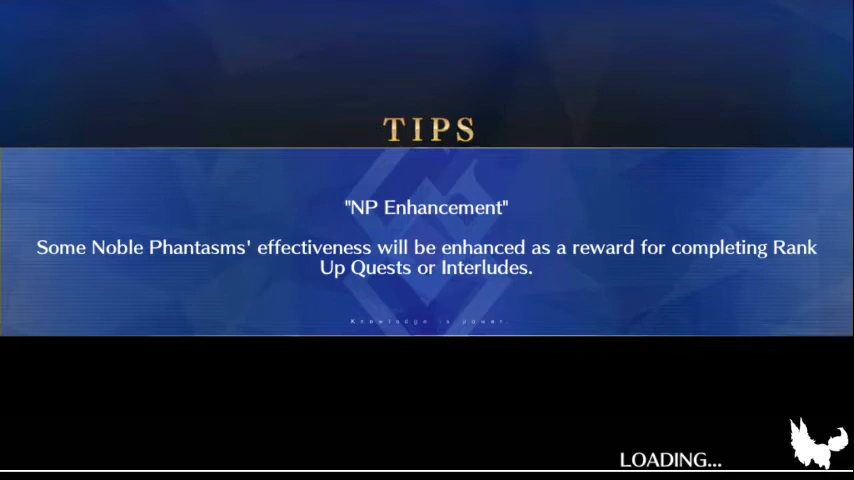 TIPS
"NP Enhancement"
Some Noble Phantasms' effectiveness will be enhanced as a reward for completing Rank
Up Quests or Interludes.
Knowledge is power
LOADING...